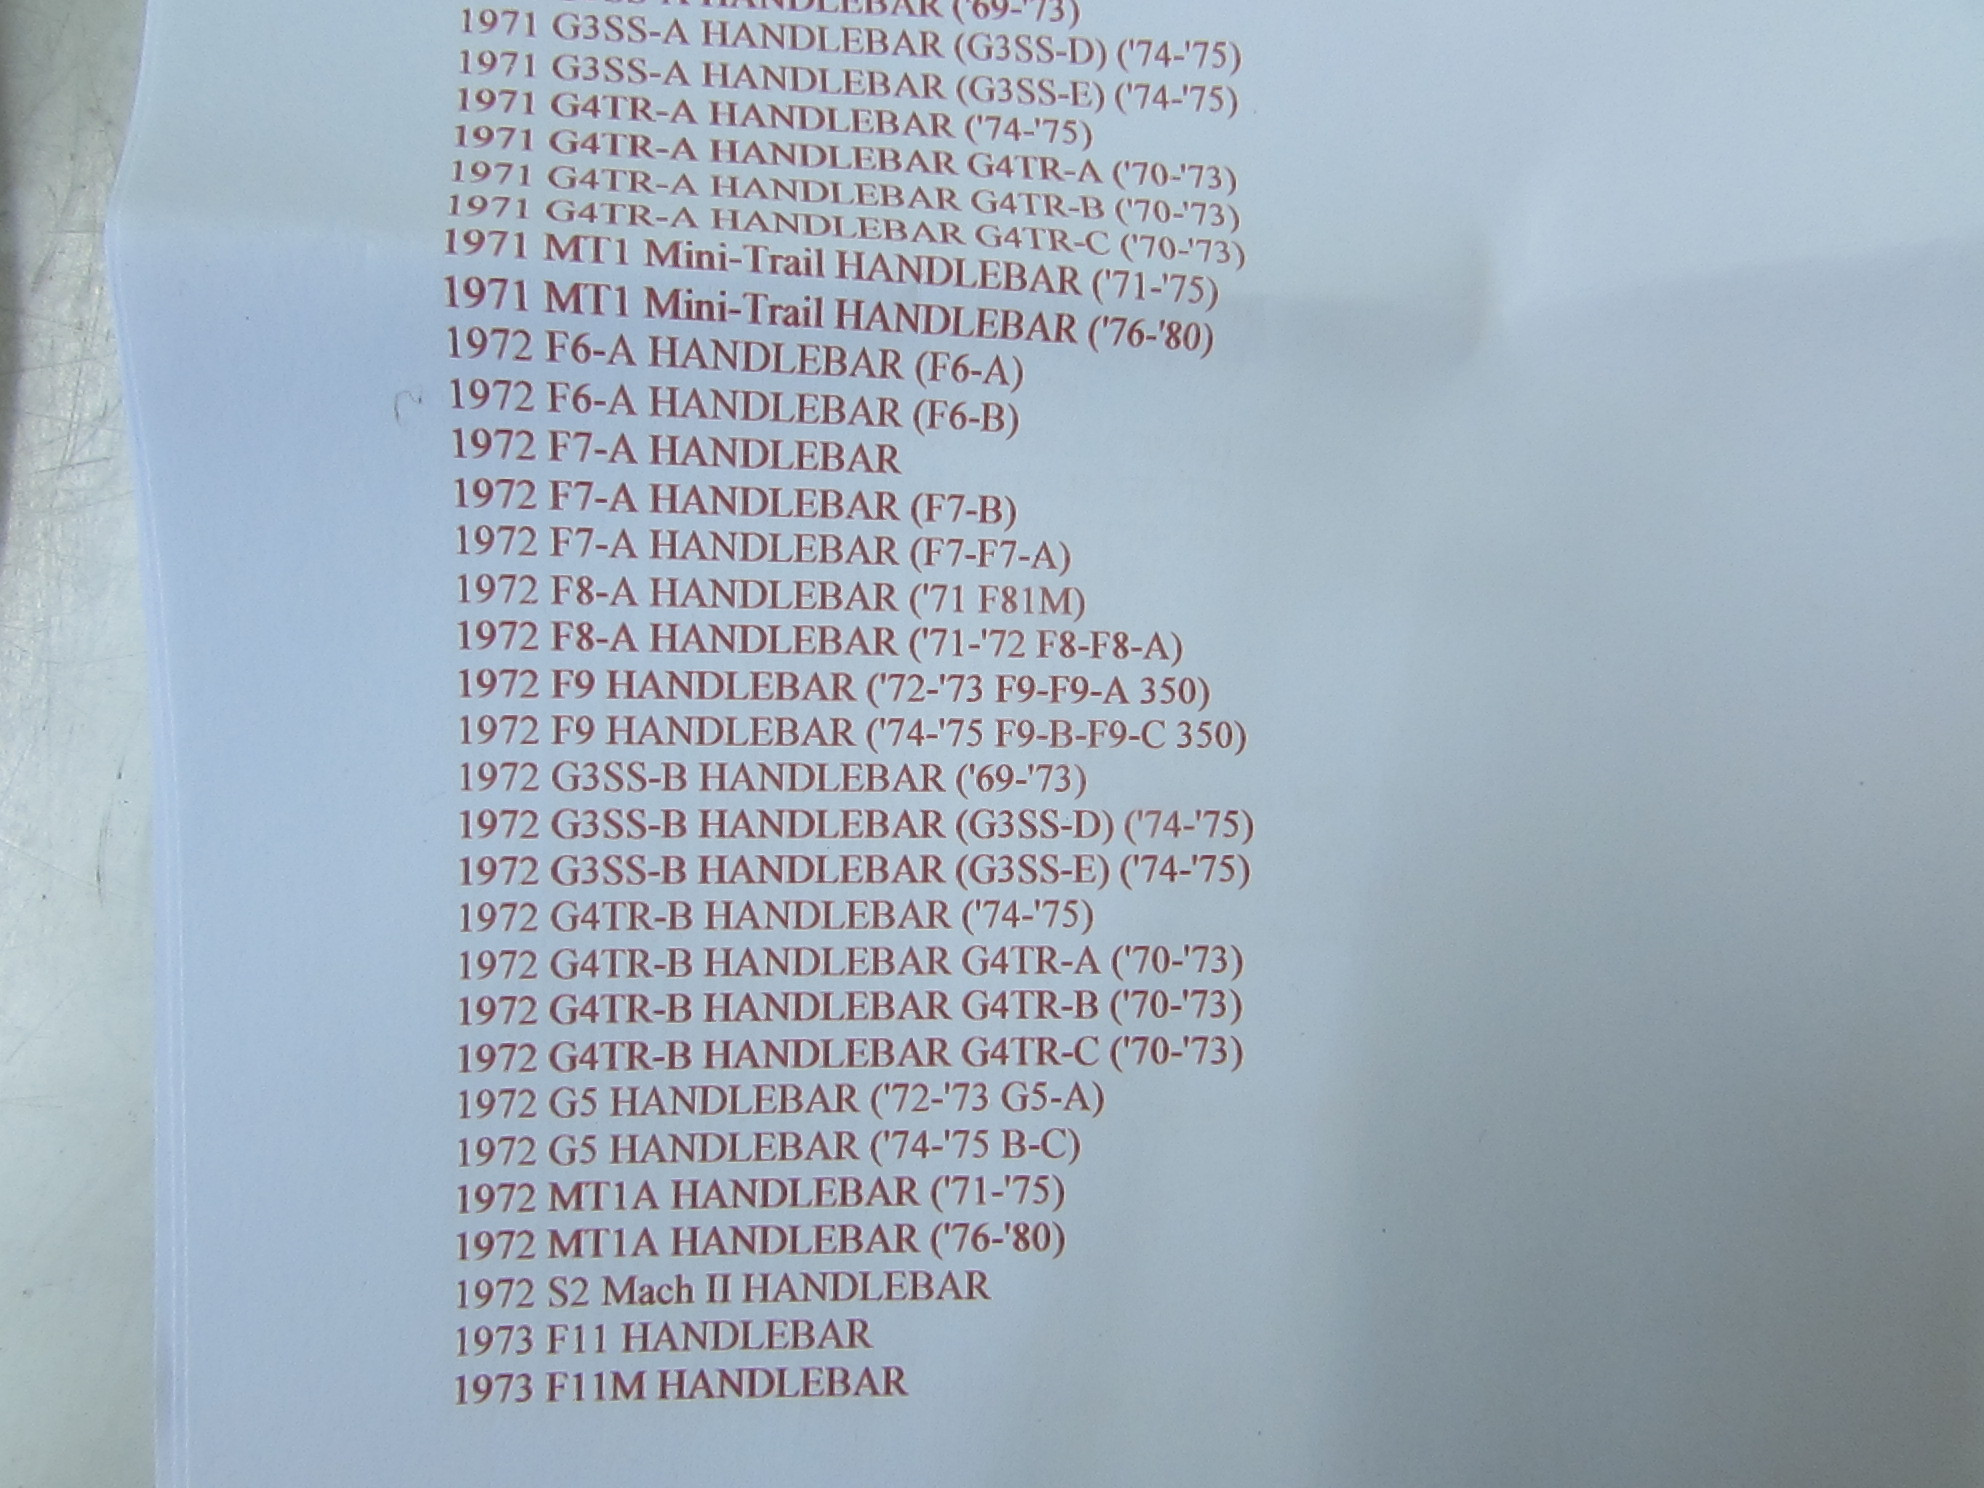 HANDLEBAR ('69-'73)
1971 G3SS-A HANDLEBAR (G3SS-D) ('74-'75)
1971 G3SS-A HANDLEBAR (G3SS-E) ('74-'75)
1971 G4TR-A HANDLEBAR ('74-'75)
1971 G4TR-A HANDLEBAR G4TR-A ('70-'73)
1971 G4TR-A HANDLEBAR G4TR-B ('70-'73)
1971 G4TR-A HANDLEBAR G4TR-C ('70-'73)
1971 MT1 Mini-Trail HANDLEBAR ('71-'75)
1971 MT1 Mini-Trail HANDLEBAR ('76-'80)
1972 F6-A HANDLEBAR (F6-A)
1972 F6-A HANDLEBAR (F6-B)
1972 F7-A HANDLEBAR
1972 F7-A HANDLEBAR (F7-B)
1972 F7-A HANDLEBAR (F7-F7-A)
1972 F8-A HANDLEBAR ('71 F81M)
1972 F8-A HANDLEBAR ('71-'72 F8-F8-A)
1972 F9 HANDLEBAR ('72-'73 F9-F9-A 350)
1972 F9 HANDLEBAR ('74-'75 F9-B-F9-C 350)
1972 G3SS-B HANDLEBAR ('69-'73)
1972 G3SS-B HANDLEBAR (G3SS-D) ('74-'75)
1972 G3SS-B HANDLEBAR (G3SS-E) ('74-'75)
1972 G4TR-B HANDLEBAR ('74-'75)
1972 G4TR-B HANDLEBAR G4TR-A ('70-'73)
1972 G4TR-B HANDLEBAR G4TR-B ('70-'73)
1972 G4TR-B HANDLEBAR G4TR-C ('70-'73)
1972 G5 HANDLEBAR ('72-'73 G5-A)
1972 G5 HANDLEBAR ('74-'75 B-C)
1972 MT1A HANDLEBAR ('71-'75)
1972 MT1A HANDLEBAR ('76-'80)
1972 S2 Mach II HANDLEBAR
1973 F11 HANDLEBAR
1973 F11M HANDLEBAR